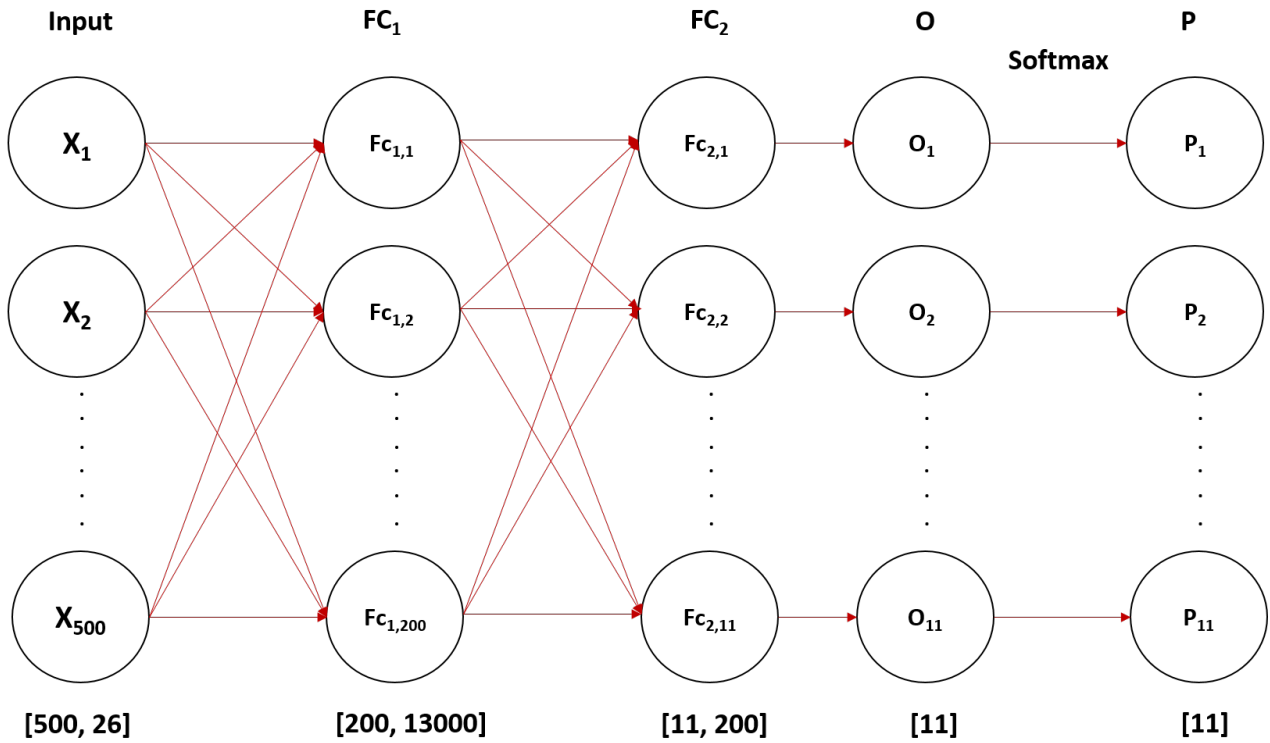 Input FC₁ FC₂ O P
Softmax
X₁ Fc₁,₁ Fc₂,₁ O₁ P₁
X₂ Fc₁,₂ Fc₂,₂ O₂ P₂
X₅₀₀ Fc₁,₂₀₀ Fc₂,₁₁ O₁₁ P₁₁
[500, 26] [200, 13000] [11, 200] [11] [11]